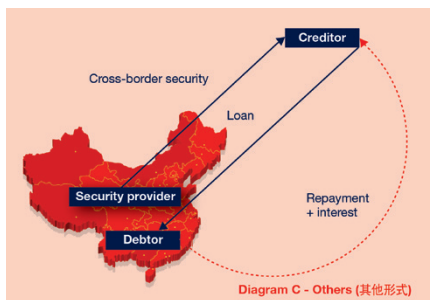 Creditor
Cross-border security
Loan
Security provider
Repayment
+ interest
Debtor
Diagram C - Others (其他形式)